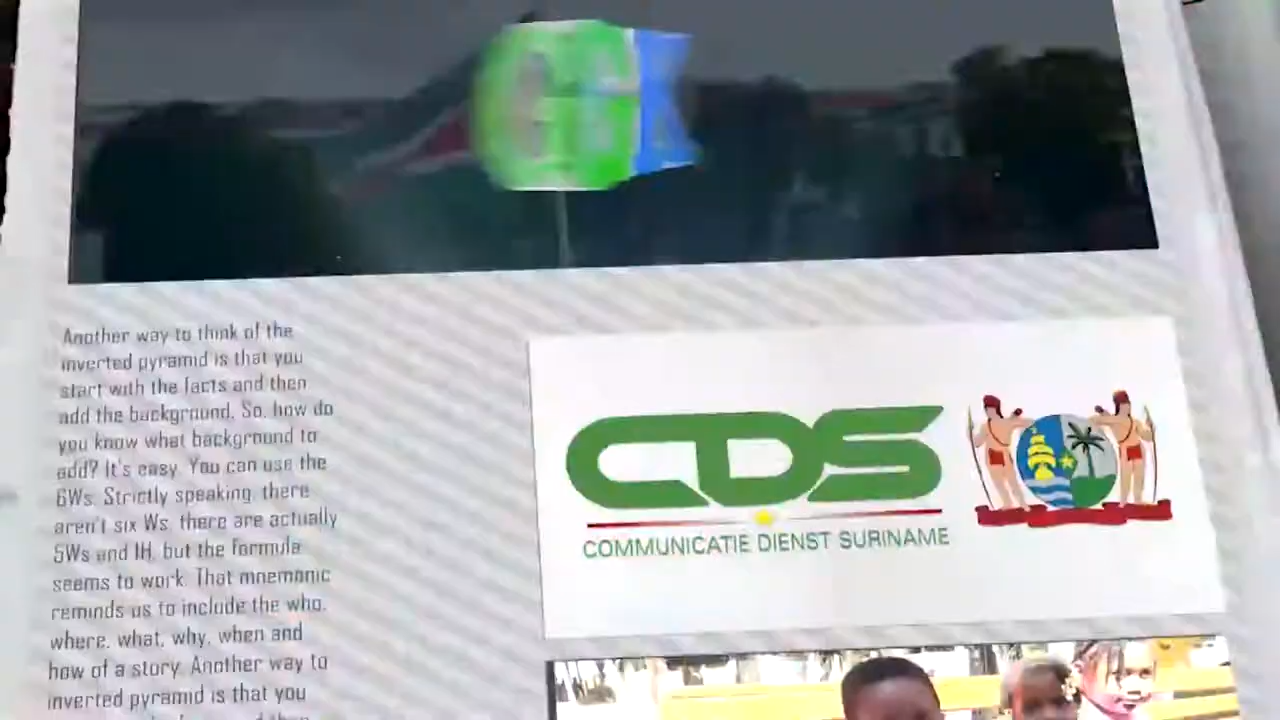 Another way to think of the
inverted pyramid is that you
start with the facts and then
add the background. So, how do
you know what background to
add? It's easy. You can use the
6Ws. Strictly speaking, there
aren't six Ws, there are actually
5Ws and 1H, but the formula
seems to work. That mnemonic
reminds us to include the who,
where, what, why, when and
how of a story. Another way to
inverted pyramid is that you
CDS
COMMUNICATIE DIENST SURINAME